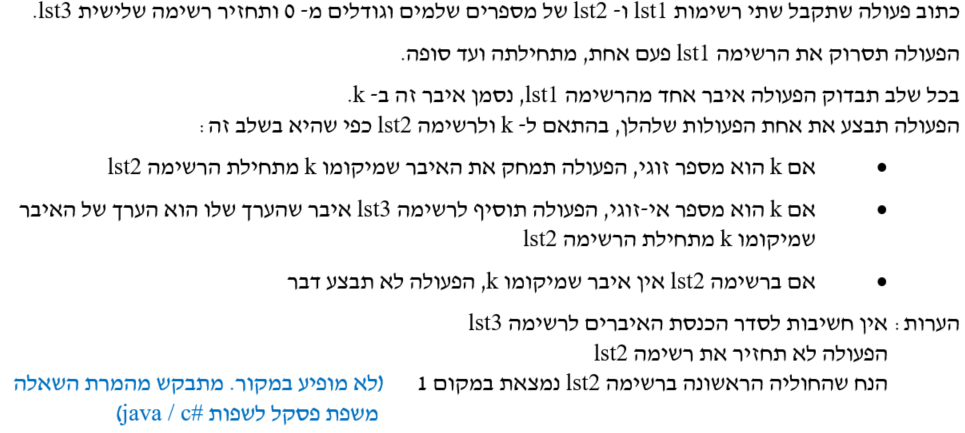 כתוב פעולה שתקבל שתי רשימות lst1 ו- lst2 של מספרים שלמים וגודלים מ- 0 ותחזיר רשימה שלישית lst3.
הפעולה תסרוק את הרשימה lst1 פעם אחת, מתחילתה ועד סופה.
בכל שלב תבדוק הפעולה איבר אחד מהרשימה lst1, נסמן איבר זה ב- k.
הפעולה תבצע את אחת הפעולות שלהלן, בהתאם ל- k ולרשימה lst2 כפי שהיא בשלב זה :
• אם k הוא מספר זוגי, הפעולה תמחק את האיבר שמיקומו k מתחילת הרשימה lst2
• אם k הוא מספר אי-זוגי, הפעולה תוסיף לרשימה lst3 איבר שהערך שלו הוא הערך של האיבר
שמיקומו k מתחילת הרשימה lst2
• אם ברשימה lst2 אין איבר שמיקומו k, הפעולה לא תבצע דבר
הערות : אין חשיבות לסדר הכנסת האיברים לרשימה lst3
הפעולה לא תחזיר את רשימה lst2
הנח שהחוליה הראשונה ברשימה lst2 נמצאת במקום 1 (לא מופיע במקור. מתבקש מהמרת השאלה
משפת פסקל לשפות java / c#)